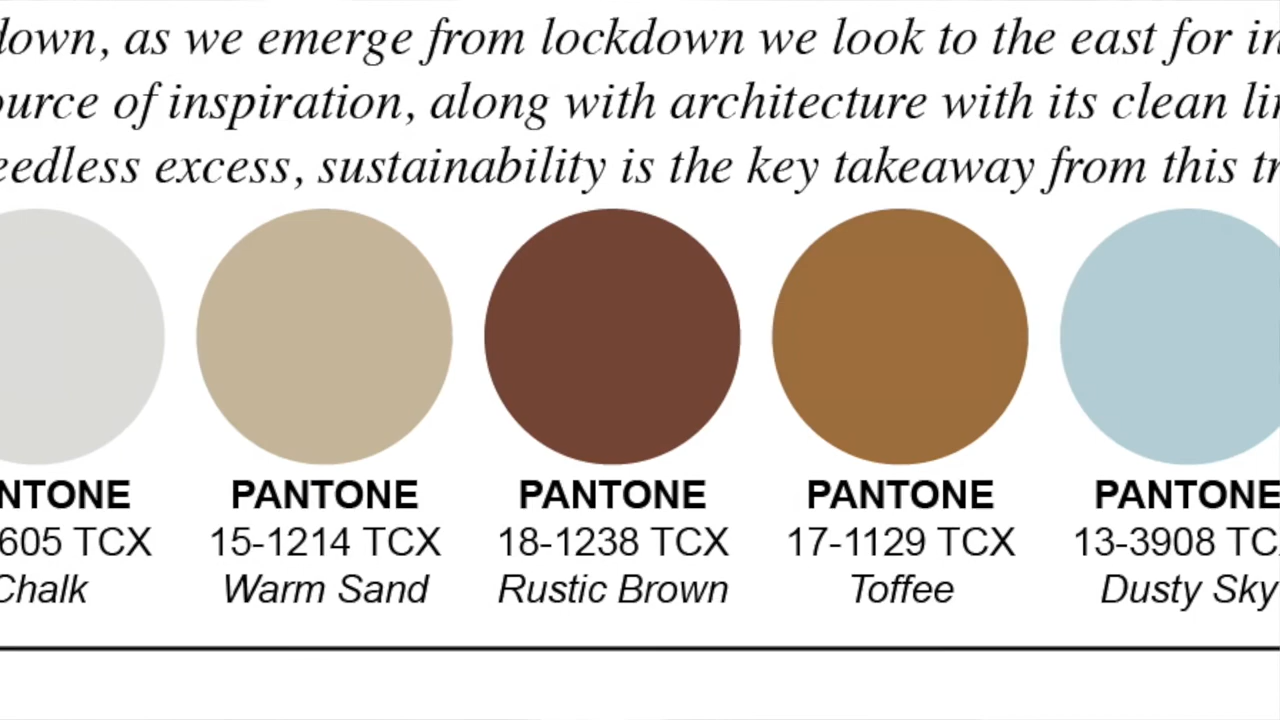 down, as we emerge from lockdown we look to the east for in
ource of inspiration, along with architecture with its clean lin
eedless excess, sustainability is the key takeaway from this tr
NTONE PANTONE PANTONE PANTONE PANTONE
605 TCX 15-1214 TCX 18-1238 TCX 17-1129 TCX 13-3908 TC
Chalk Warm Sand Rustic Brown Toffee Dusty Sky